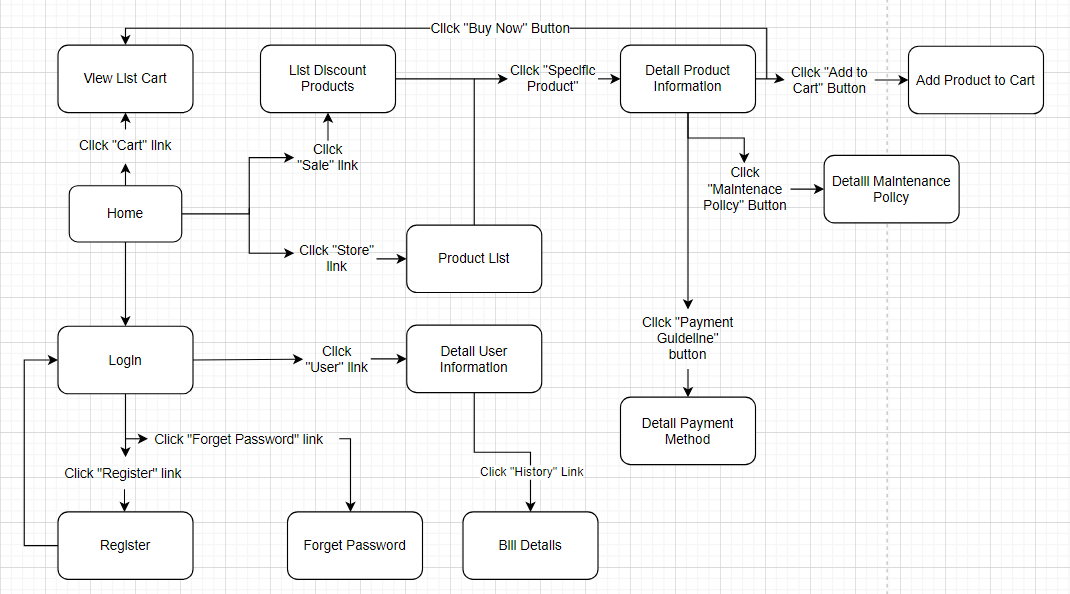 Click "Buy Now" Button
View List Cart
List Discount
Products
Click "Specific
Product"
Detail Product
Information
Click "Add to
Cart" Button
Add Product to Cart
Click "Cart" link
Click
"Sale" link
Click
"Maintenace
Policy" Button
Detaill Maintenance
Policy
Home
Click "Store"
link
Product List
Click "Payment
Guideline"
button
LogIn
Click
"User" link
Detail User
Information
Detail Payment
Method
Click "Forget Password" link
Click "Register" link
Click "History" Link
Register
Forget Password
Bill Details